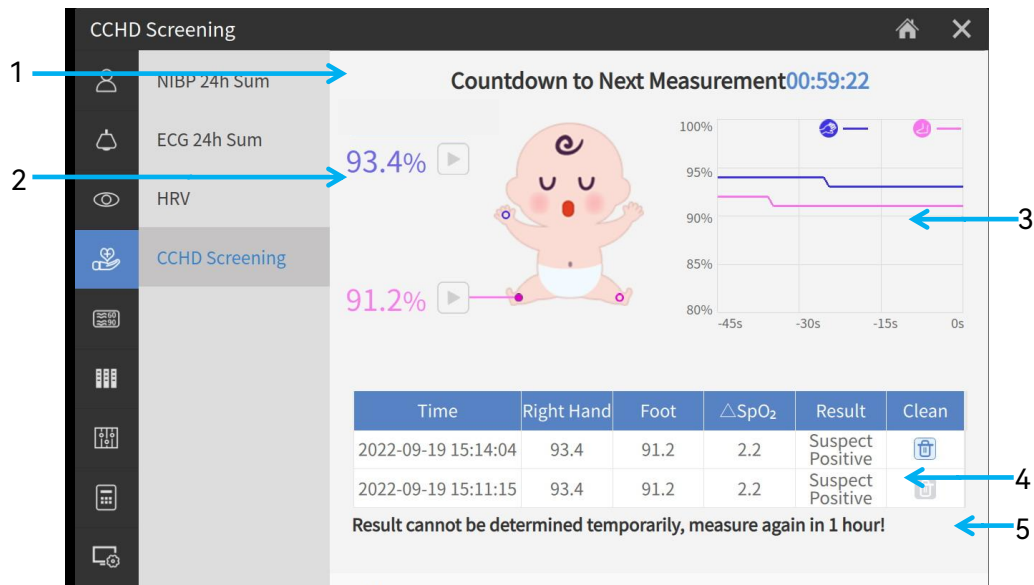 CCHD Screening
1
NIBP 24h Sum
Countdown to Next Measurement00:59:22
ECG 24h Sum
2
HRV
CCHD Screening
93.4%
91.2%
100%
95%
90%
85%
80%
-45s -30s -15s 0s
3
Time Right Hand Foot △SpO₂ Result Clean
2022-09-19 15:14:04 93.4 91.2 2.2 Suspect Positive
2022-09-19 15:11:15 93.4 91.2 2.2 Suspect Positive
4
Result cannot be determined temporarily, measure again in 1 hour!
5
60
90